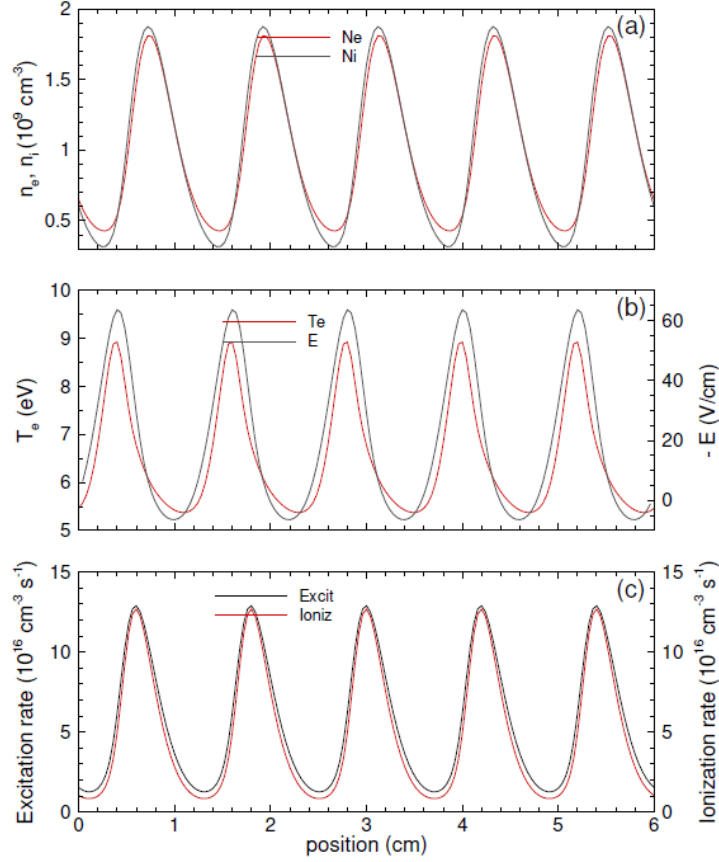 2
(a)
Ne
Ni
1.5
1
0.5
n_e, n_i (10^9 cm^-3)
10
(b)
Te
E
9
8
7
6
5
T_e (eV)
60
40
20
0
- E (V/cm)
15
(c)
15
Excit
Ioniz
10
10
5
5
0
0
Excitation rate (10^16 cm^-3 s^-1)
Ionization rate (10^16 cm^-3 s^-1)
0 1 2 3 4 5 6
position (cm)